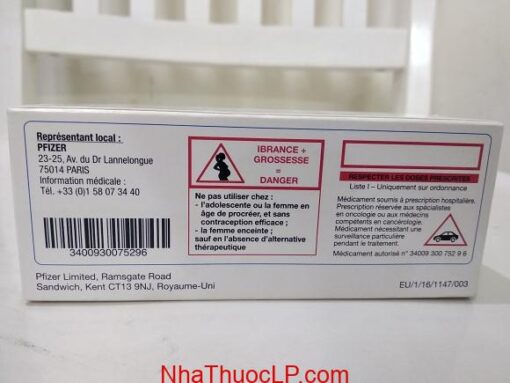 Représentant local :
PFIZER
23-25, Av. du Dr Lannelongue
75014 PARIS
Information médicale :
Tél. +33 (0)1 58 07 34 40
3400930075296
IBRANCE +
GROSSESSE
=
DANGER
Ne pas utiliser chez :
- l'adolescente ou la femme en
âge de procréer, et sans
contraception efficace ;
- la femme enceinte ;
sauf en l'absence d'alternative
thérapeutique
RESPECTER LES DOSES PRESCRITES
Liste I – Uniquement sur ordonnance
Médicament soumis à prescription hospitalière.
Prescription réservée aux spécialistes
en oncologie ou aux médecins
compétents en cancérologie.
Médicament nécessitant une
surveillance particulière
pendant le traitement.
Médicament autorisé n° 34009 300 752 9 6
Pfizer Limited, Ramsgate Road
Sandwich, Kent CT13 9NJ, Royaume-Uni
EU/1/16/1147/003
NhaThuocLP.com